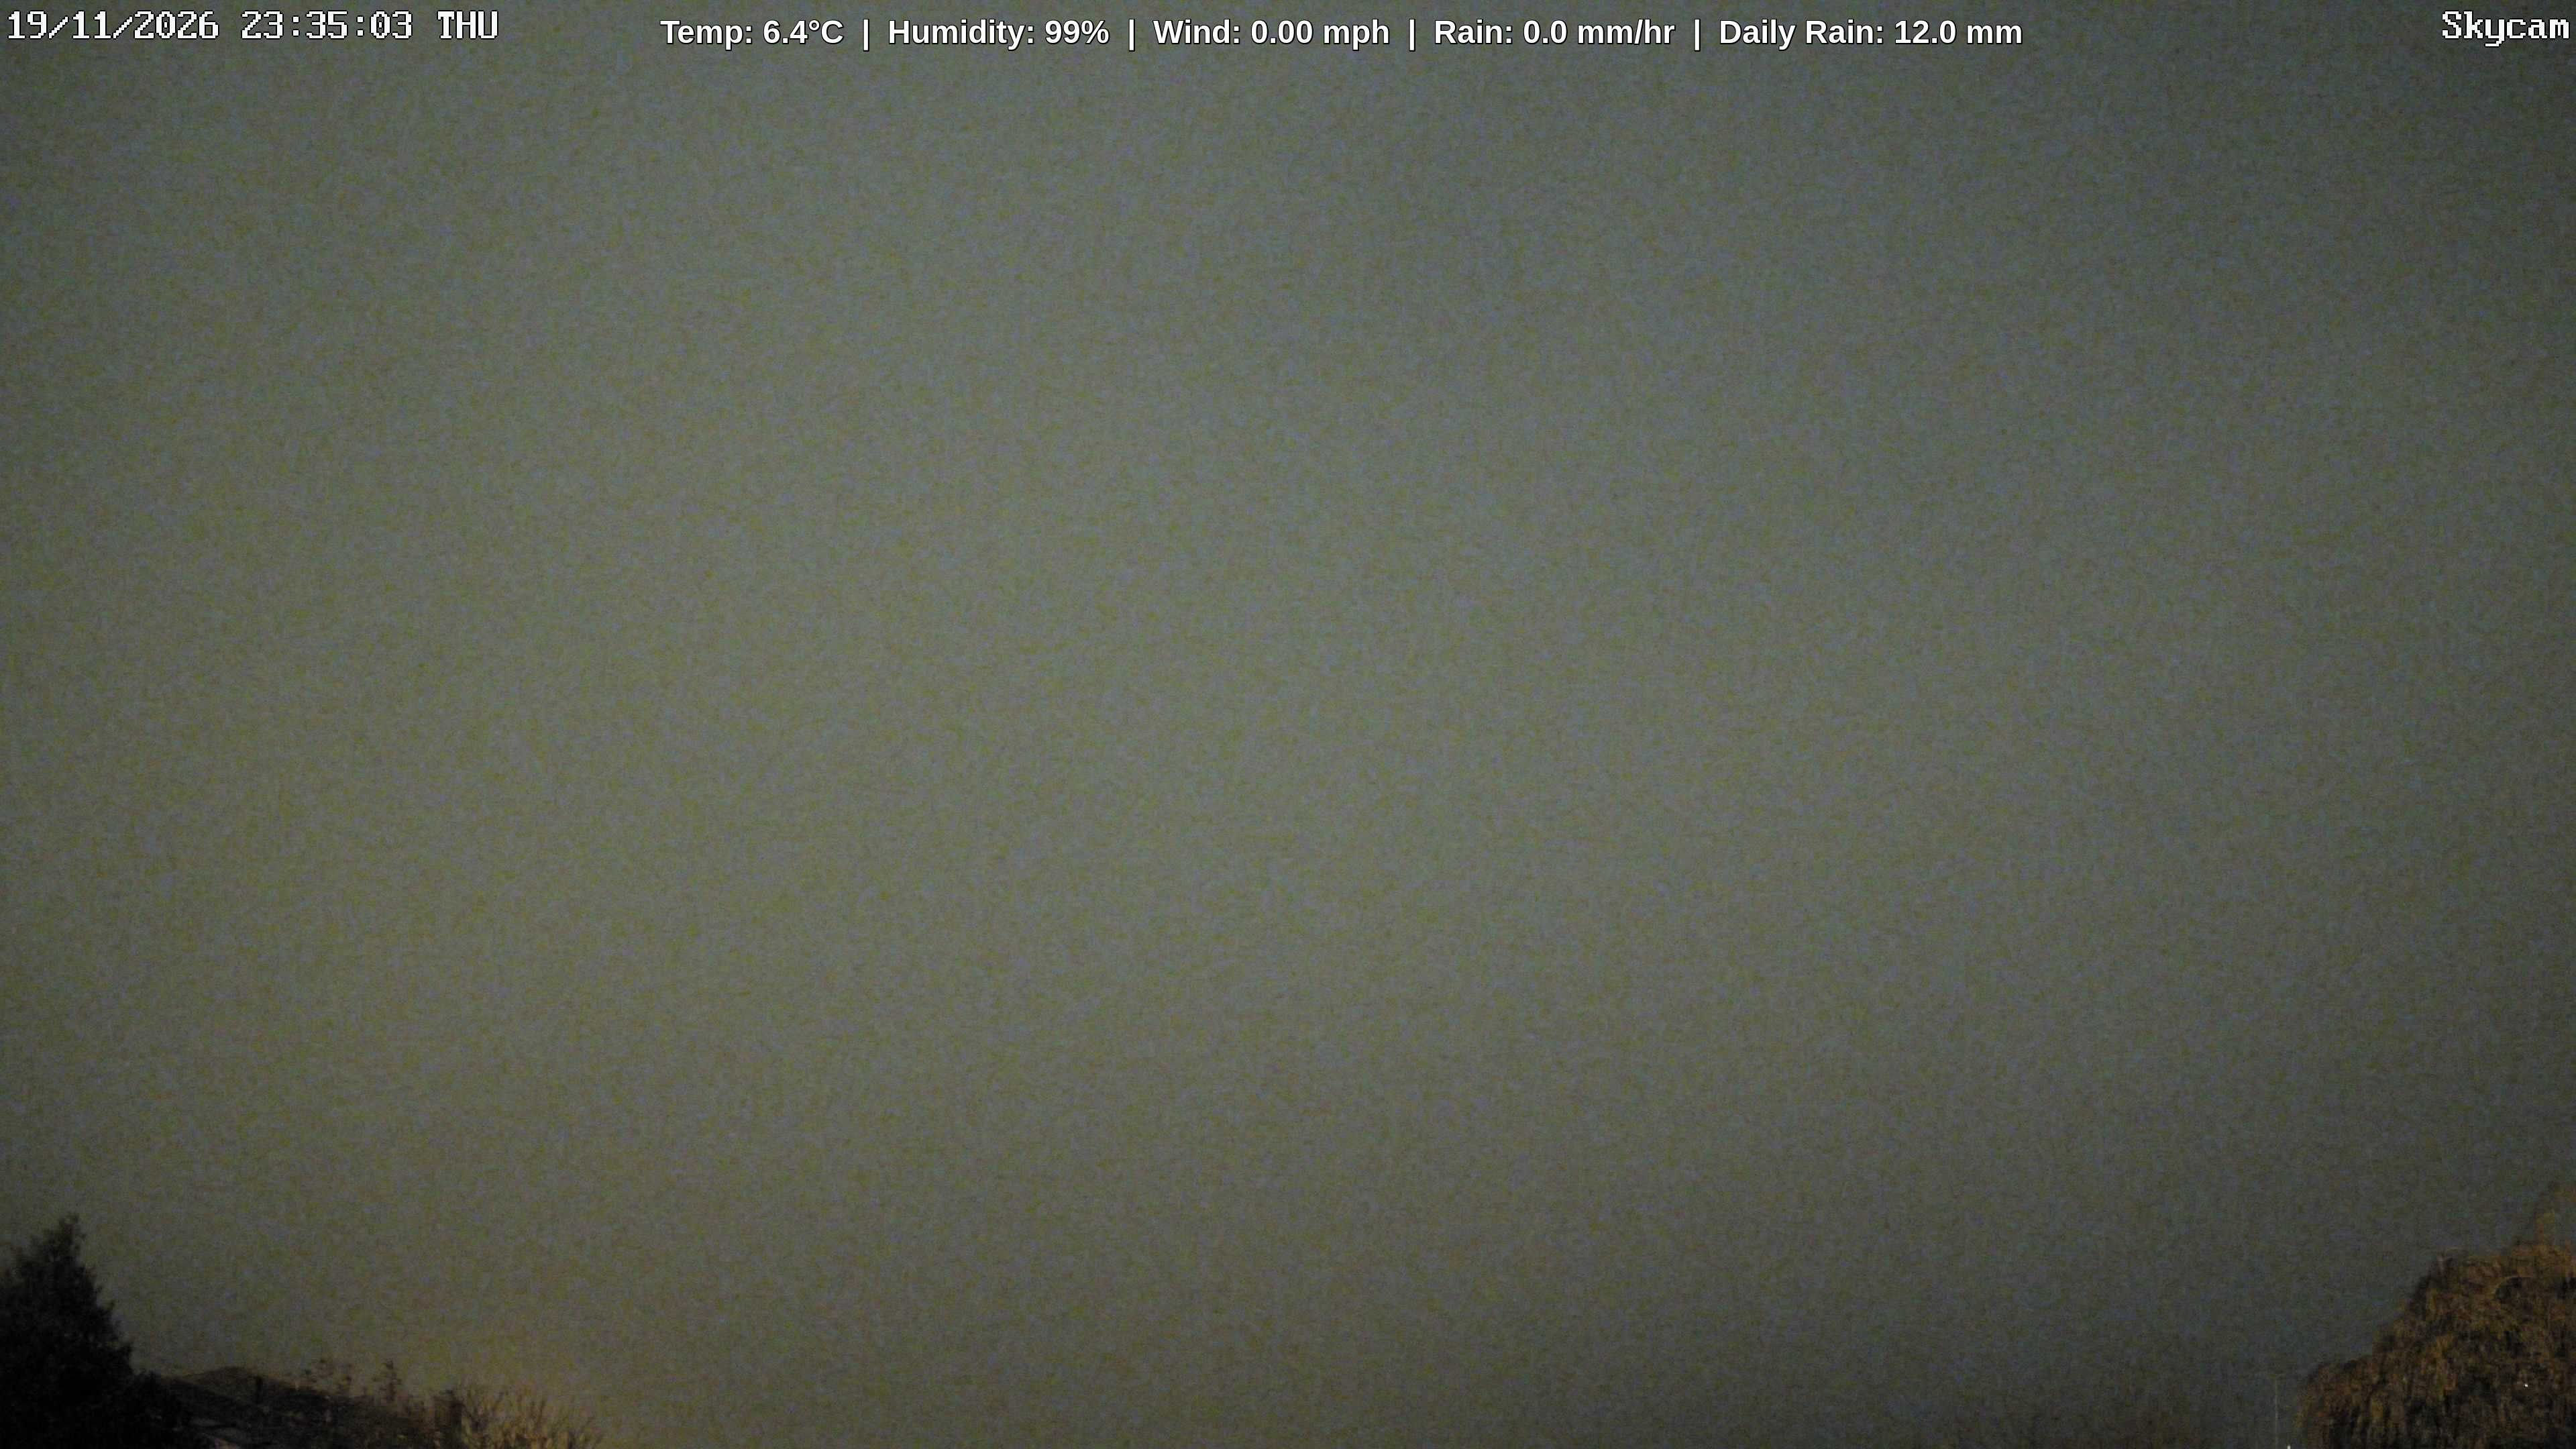 19/11/2026 23:35:03 THU
Temp: 6.4°C | Humidity: 99% | Wind: 0.00 mph | Rain: 0.0 mm/hr | Daily Rain: 12.0 mm
Skycam